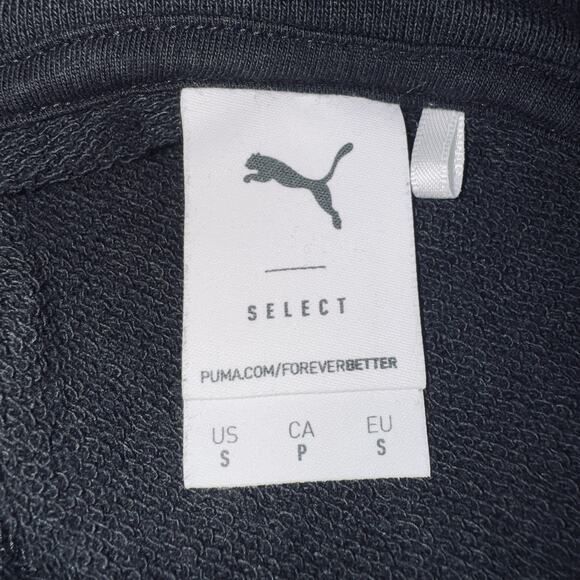 SELECT
PUMA.COM/FOREVERBETTER
US CA EU
S P S